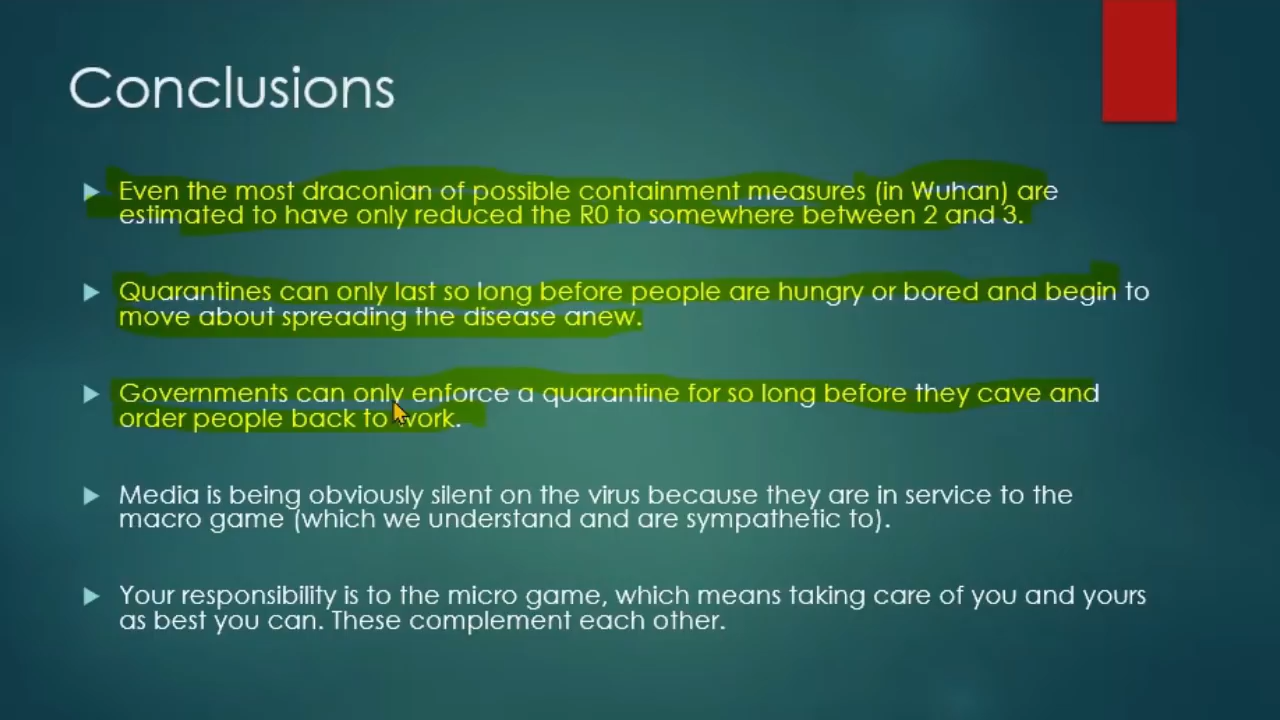 Conclusions
Even the most draconian of possible containment measures (in Wuhan) are
estimated to have only reduced the R0 to somewhere between 2 and 3.
Quarantines can only last so long before people are hungry or bored and begin to
move about spreading the disease anew.
Governments can only enforce a quarantine for so long before they cave and
order people back to work.
Media is being obviously silent on the virus because they are in service to the
macro game (which we understand and are sympathetic to).
Your responsibility is to the micro game, which means taking care of you and yours
as best you can. These complement each other.